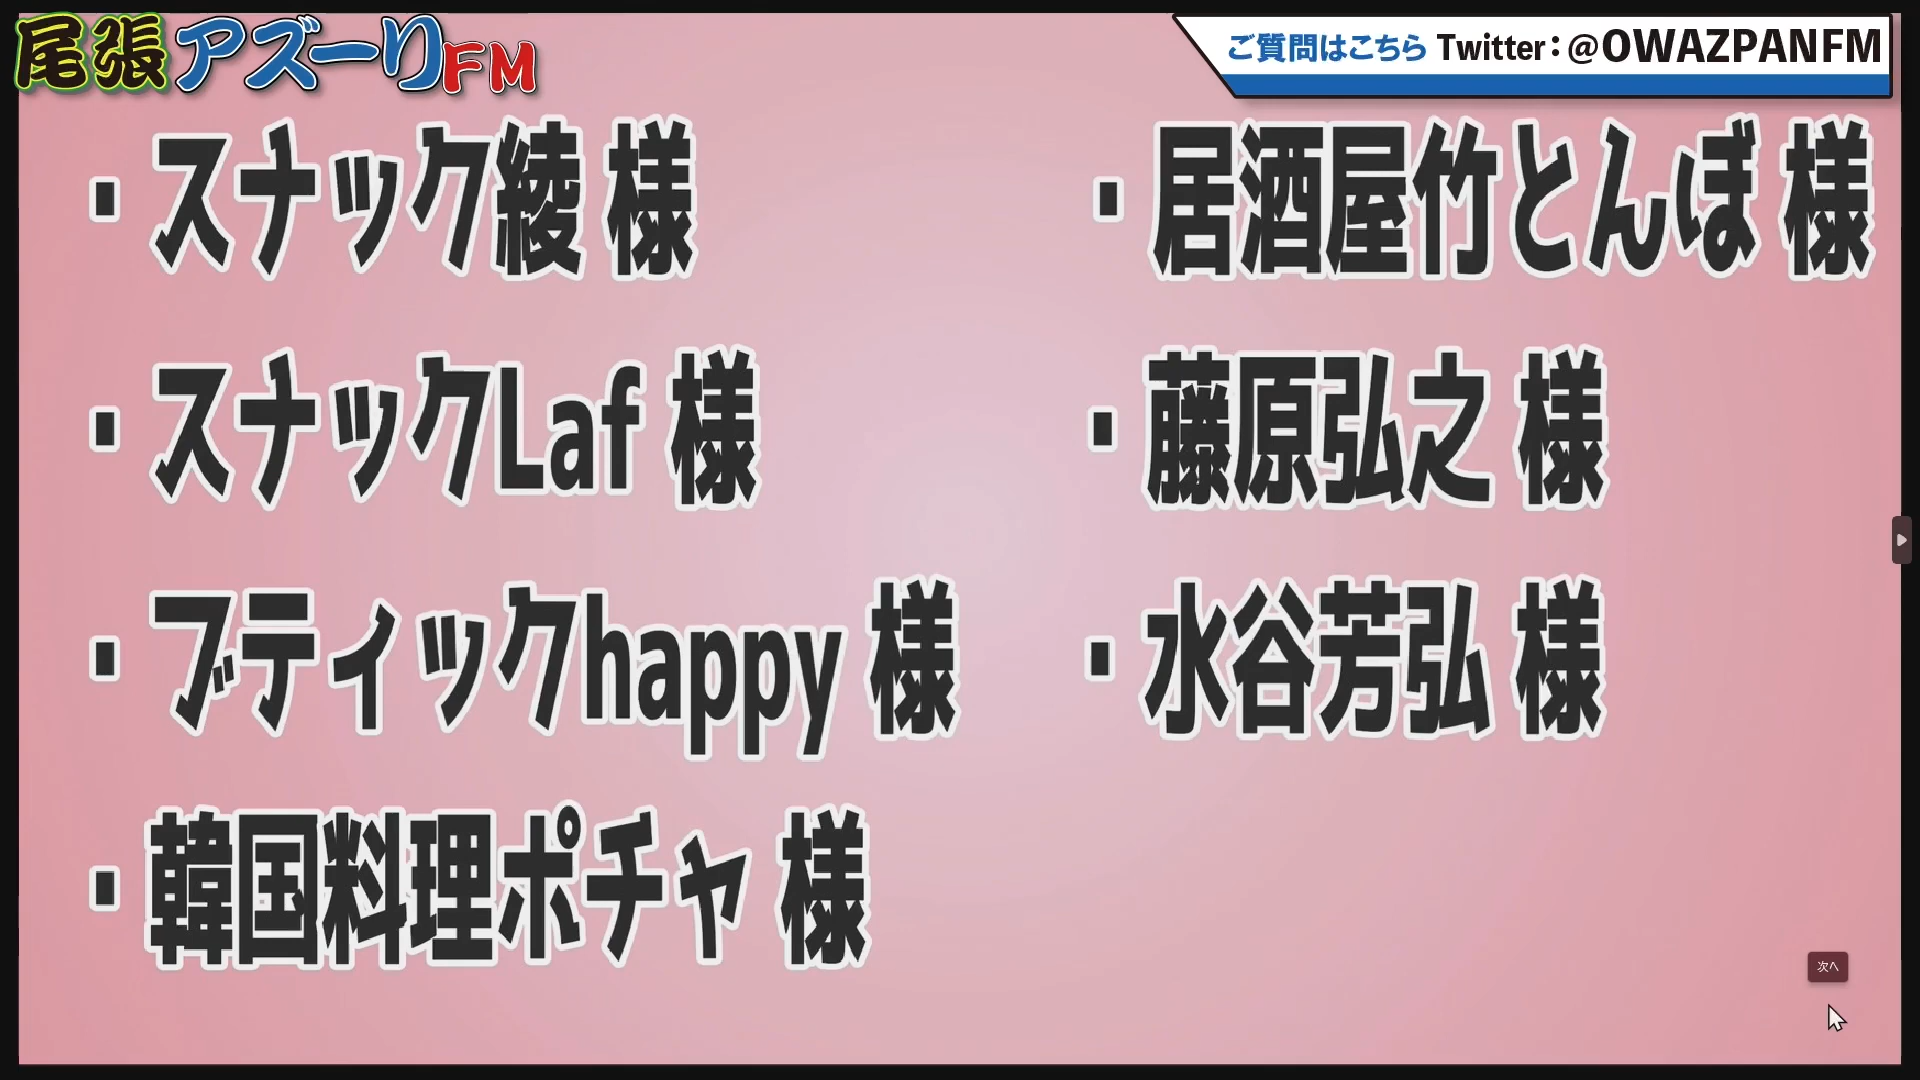 尾張アズーりFM
ご質問はこちら Twitter：@OWAZPANFM
・スナック綾 様
・スナックLaf 様
・ブティックhappy 様
・韓国料理ポチャ 様
・居酒屋竹とんぼ 様
・藤原弘之 様
・水谷芳弘 様
次へ